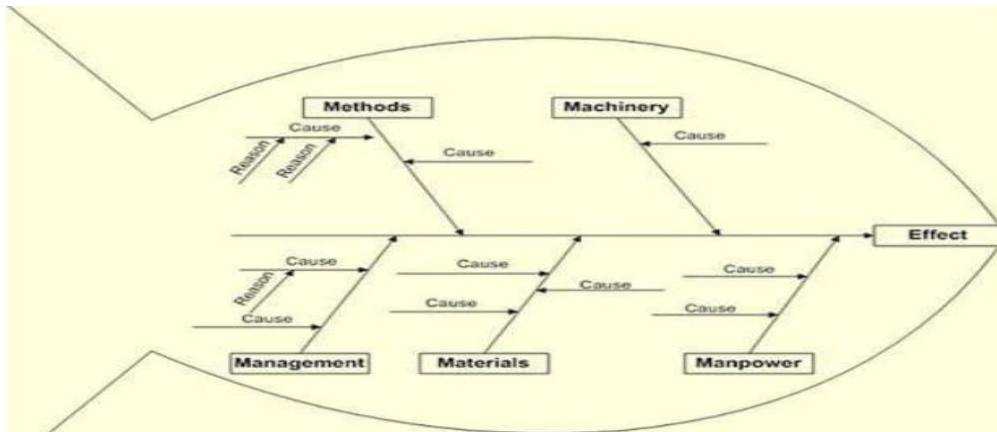 Methods
Machinery
Cause
Reason
Reason
Cause
Cause
Effect
Cause
Reason
Cause
Cause
Cause
Cause
Cause
Cause
Management
Materials
Manpower